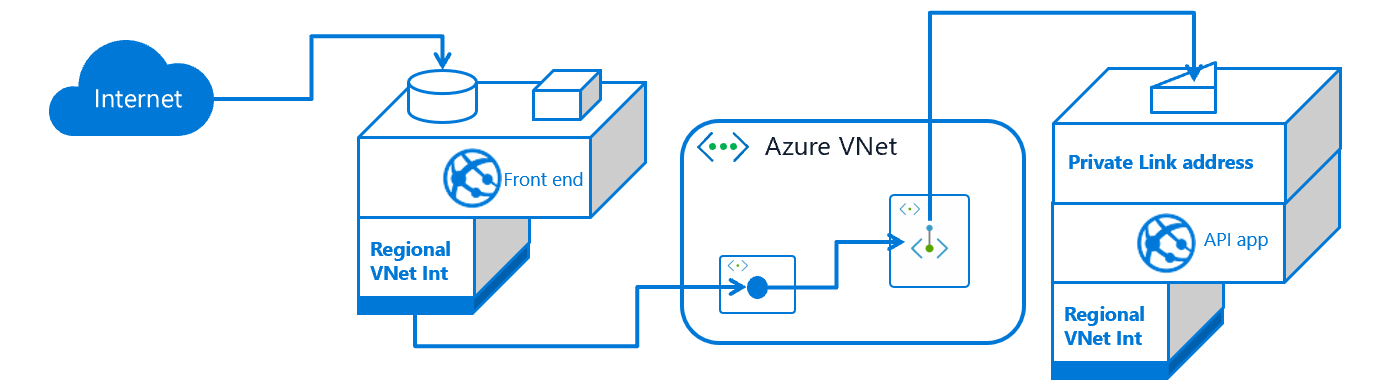 Internet
Front end
Regional
VNet Int
Azure VNet
Private Link address
API app
Regional
VNet Int